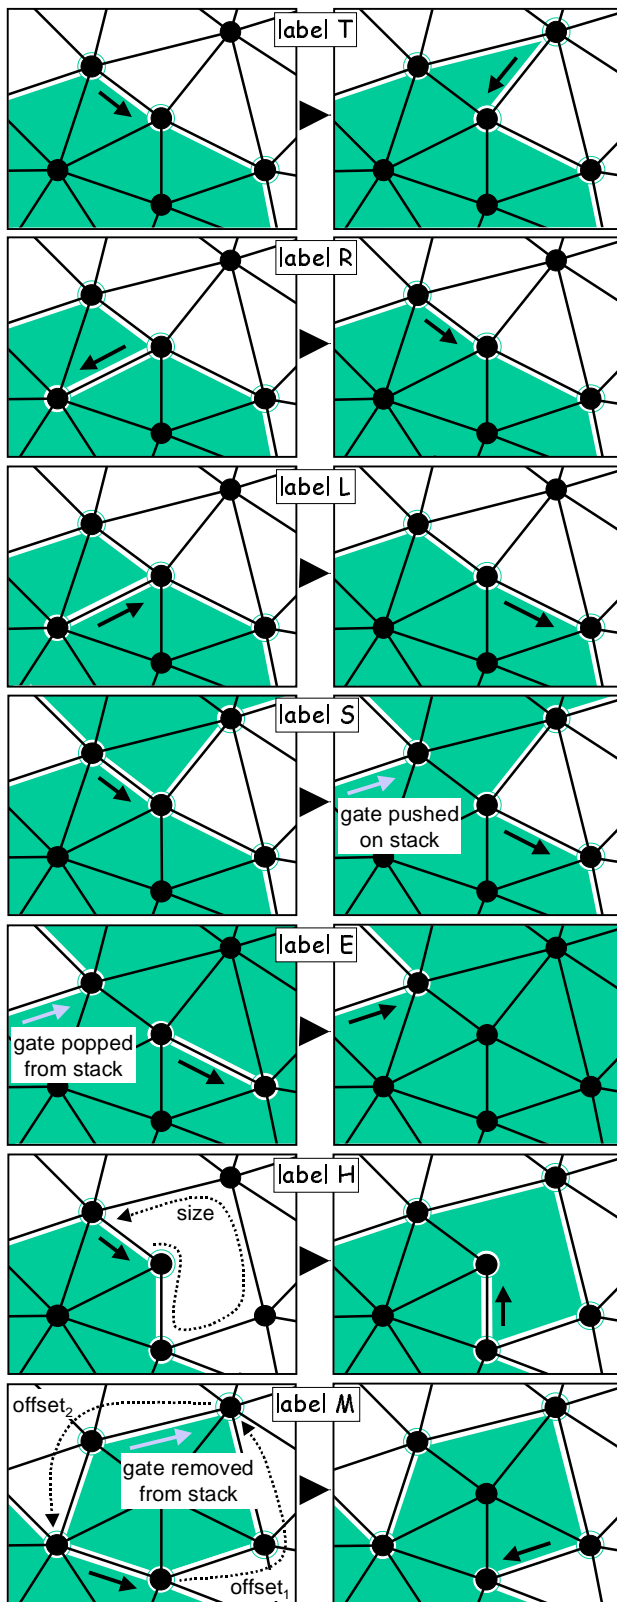 label T
label R
label L
label S
gate pushed
on stack
label E
gate popped
from stack
label H
size
label M
offset2
gate removed
from stack
offset1